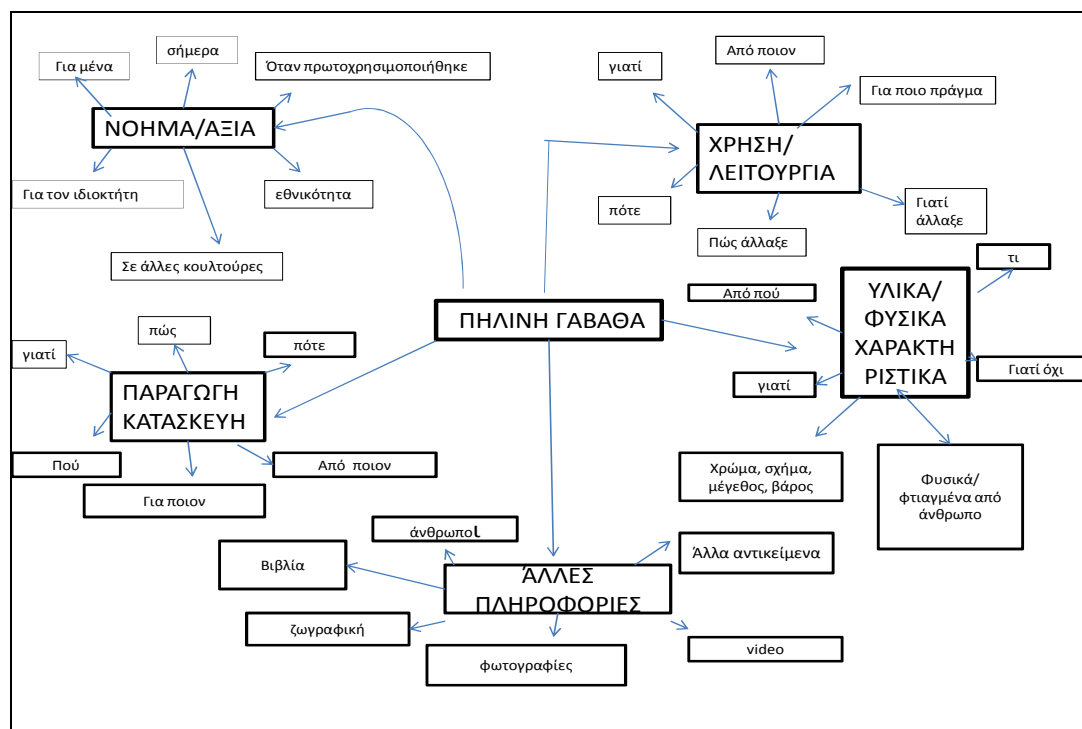 σήμερα
Για μένα
Όταν πρωτοχρησιμοποιήθηκε
ΝΟΗΜΑ/ΑΞΙΑ
Για τον ιδιοκτήτη
εθνικότητα
Σε άλλες κουλτούρες
Από ποιον
γιατί
Για ποιο πράγμα
ΧΡΗΣΗ/
ΛΕΙΤΟΥΡΓΙΑ
πότε
Πώς άλλαξε
Γιατί
άλλαξε
ΠΗΛΙΝΗ ΓΑΒΑΘΑ
τι
Από πού
ΥΛΙΚΑ/
ΦΥΣΙΚΑ
ΧΑΡΑΚΤΗ
ΡΙΣΤΙΚΑ
γιατί
Γιατί όχι
Χρώμα, σχήμα,
μέγεθος, βάρος
Φυσικά/
φτιαγμένα από
άνθρωπο
πώς
γιατί
πότε
ΠΑΡΑΓΩΓΗ
ΚΑΤΑΣΚΕΥΗ
Πού
Από ποιον
Για ποιον
άνθρωποι
Βιβλία
Άλλα αντικείμενα
ΆΛΛΕΣ
ΠΛΗΡΟΦΟΡΙΕΣ
ζωγραφική
φωτογραφίες
video